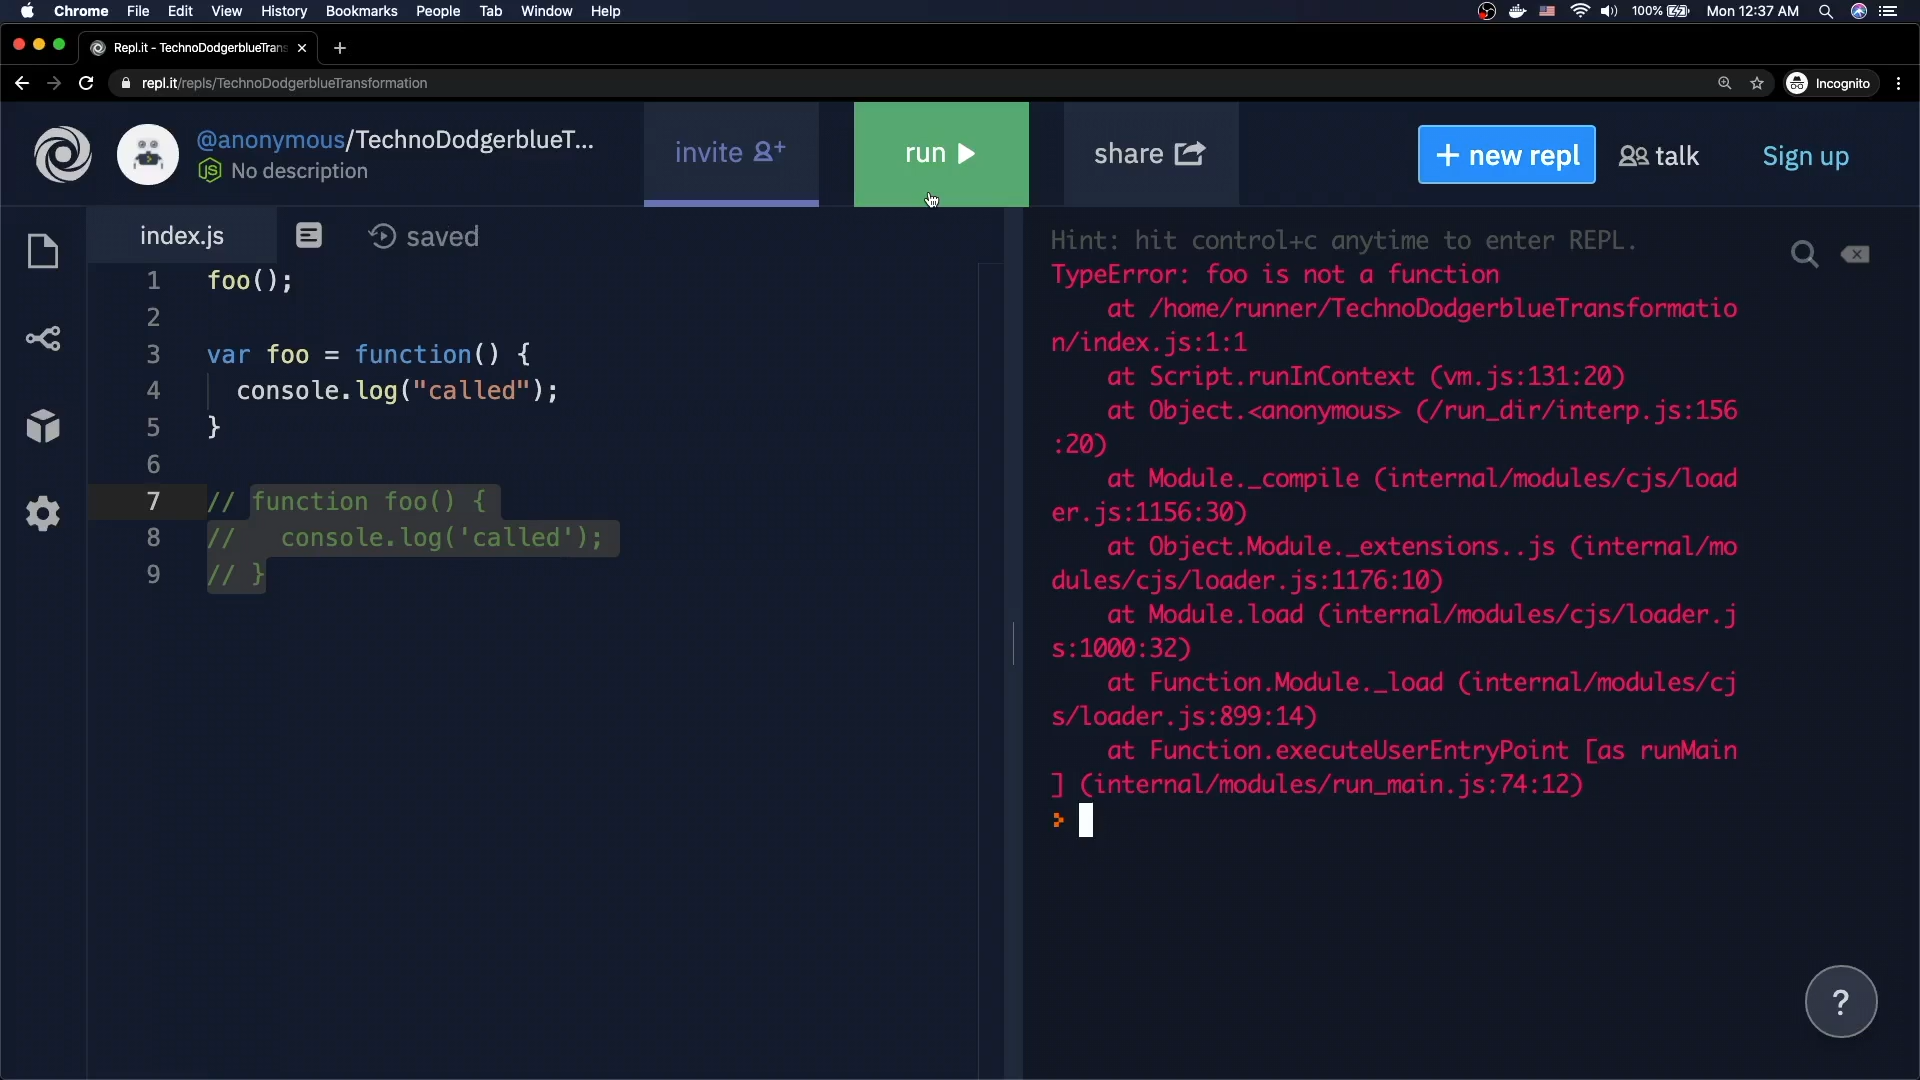 Chrome File Edit View History Bookmarks People Tab Window Help 100% Mon 12:37 AM
Repl.it - TechnoDodgerblueTrans
repl.it/repls/TechnoDodgerblueTransformation Incognito
@anonymous/TechnoDodgerblueT...
JS No description
invite
run
share
+ new repl
talk
Sign up
index.js saved
1 foo();
2
3 var foo = function() {
4 console.log("called");
5 }
6
7 // function foo() {
8 // console.log('called');
9 // }
Hint: hit control+c anytime to enter REPL.
TypeError: foo is not a function
at /home/runner/TechnoDodgerblueTransformatio
n/index.js:1:1
at Script.runInContext (vm.js:131:20)
at Object.<anonymous> (/run_dir/interp.js:156
:20)
at Module._compile (internal/modules/cjs/load
er.js:1156:30)
at Object.Module._extensions..js (internal/mo
dules/cjs/loader.js:1176:10)
at Module.load (internal/modules/cjs/loader.j
s:1000:32)
at Function.Module._load (internal/modules/cj
s/loader.js:899:14)
at Function.executeUserEntryPoint [as runMain
] (internal/modules/run_main.js:74:12)
>
?